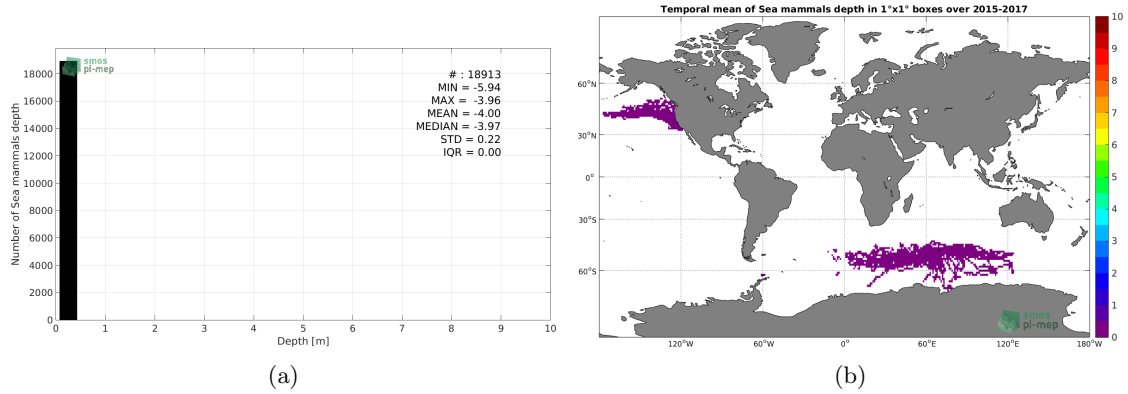 smos
pi-mep
# : 18913
MIN = -5.94
MAX = -3.96
MEAN = -4.00
MEDIAN = -3.97
STD = 0.22
IQR = 0.00
Number of Sea mammals depth
18000
16000
14000
12000
10000
8000
6000
4000
2000
0
0 1 2 3 4 5 6 7 8 9 10
Depth [m]
(a)
Temporal mean of Sea mammals depth in 1°x1° boxes over 2015-2017
60°N
30°N
0°
30°S
60°S
120°W 60°W 0° 60°E 120°E 180°W
smos
pi-mep
10
9
8
7
6
5
4
3
2
1
0
(b)